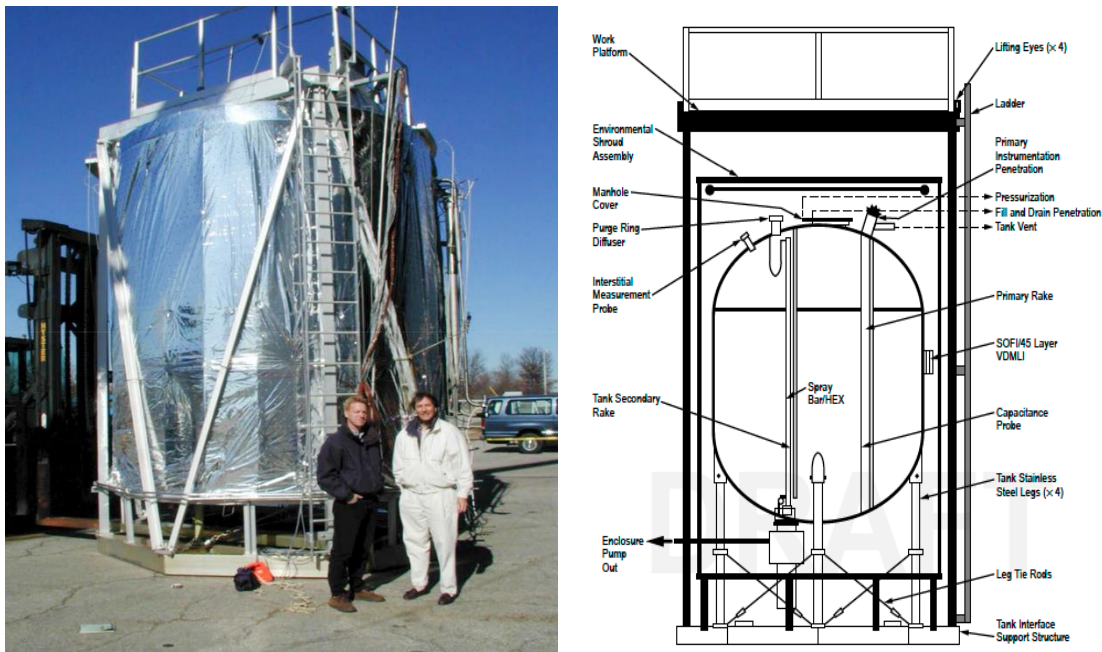 HYSTER
Work
Platform
Environmental
Shroud
Assembly
Manhole
Cover
Purge Ring
Diffuser
Interstitial
Measurement
Probe
Tank Secondary
Rake
Enclosure
Pump
Out
Spray
Bar/HEX
Lifting Eyes (× 4)
Ladder
Primary
Instrumentation
Penetration
Pressurization
Fill and Drain Penetration
Tank Vent
Primary Rake
SOFI/45 Layer
VDMLI
Capacitance
Probe
Tank Stainless
Steel Legs (× 4)
Leg Tie Rods
Tank Interface
Support Structure
DRAFT